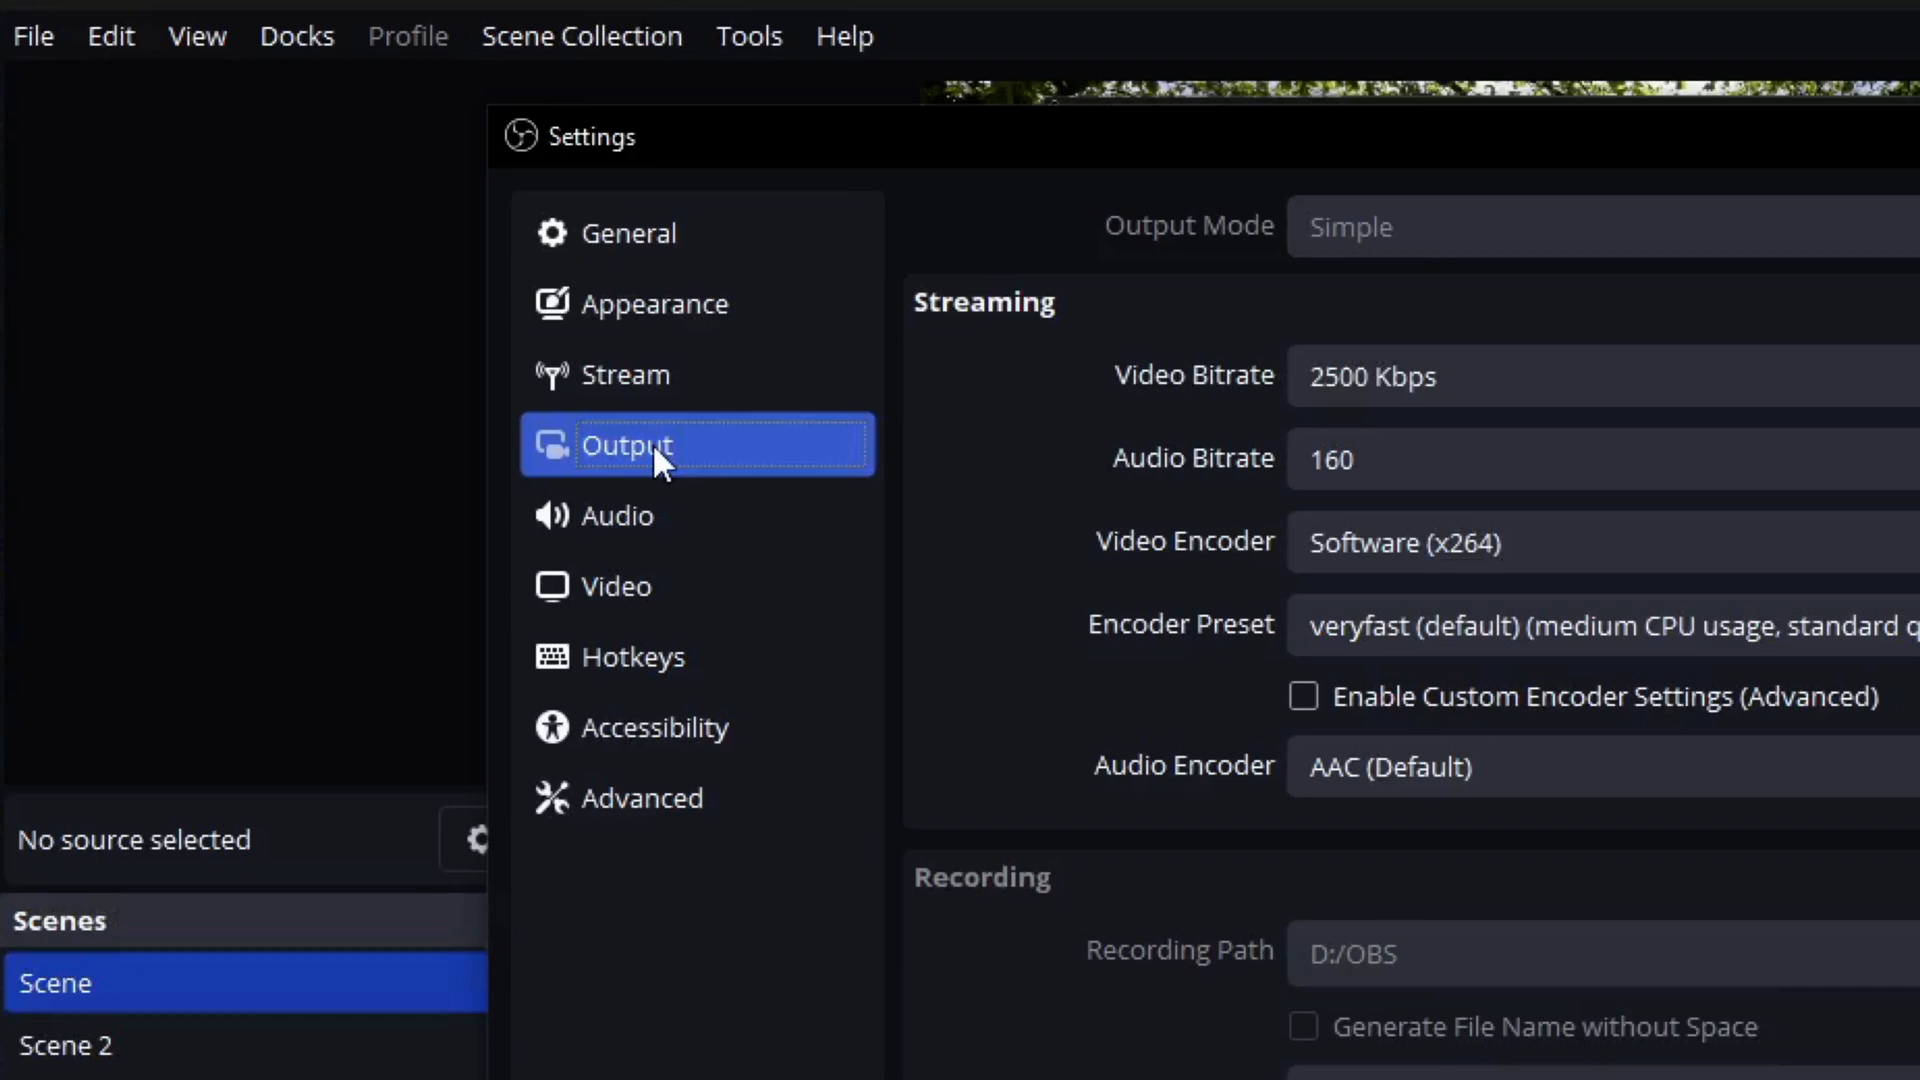 File Edit View Docks Profile Scene Collection Tools Help
Settings
General
Appearance
Stream
Output
Audio
Video
Hotkeys
Accessibility
Advanced
Output Mode Simple
Streaming
Video Bitrate 2500 Kbps
Audio Bitrate 160
Video Encoder Software (x264)
Encoder Preset veryfast (default) (medium CPU usage, standard q
Enable Custom Encoder Settings (Advanced)
Audio Encoder AAC (Default)
Recording
Recording Path D:/OBS
Generate File Name without Space
No source selected
Scenes
Scene
Scene 2